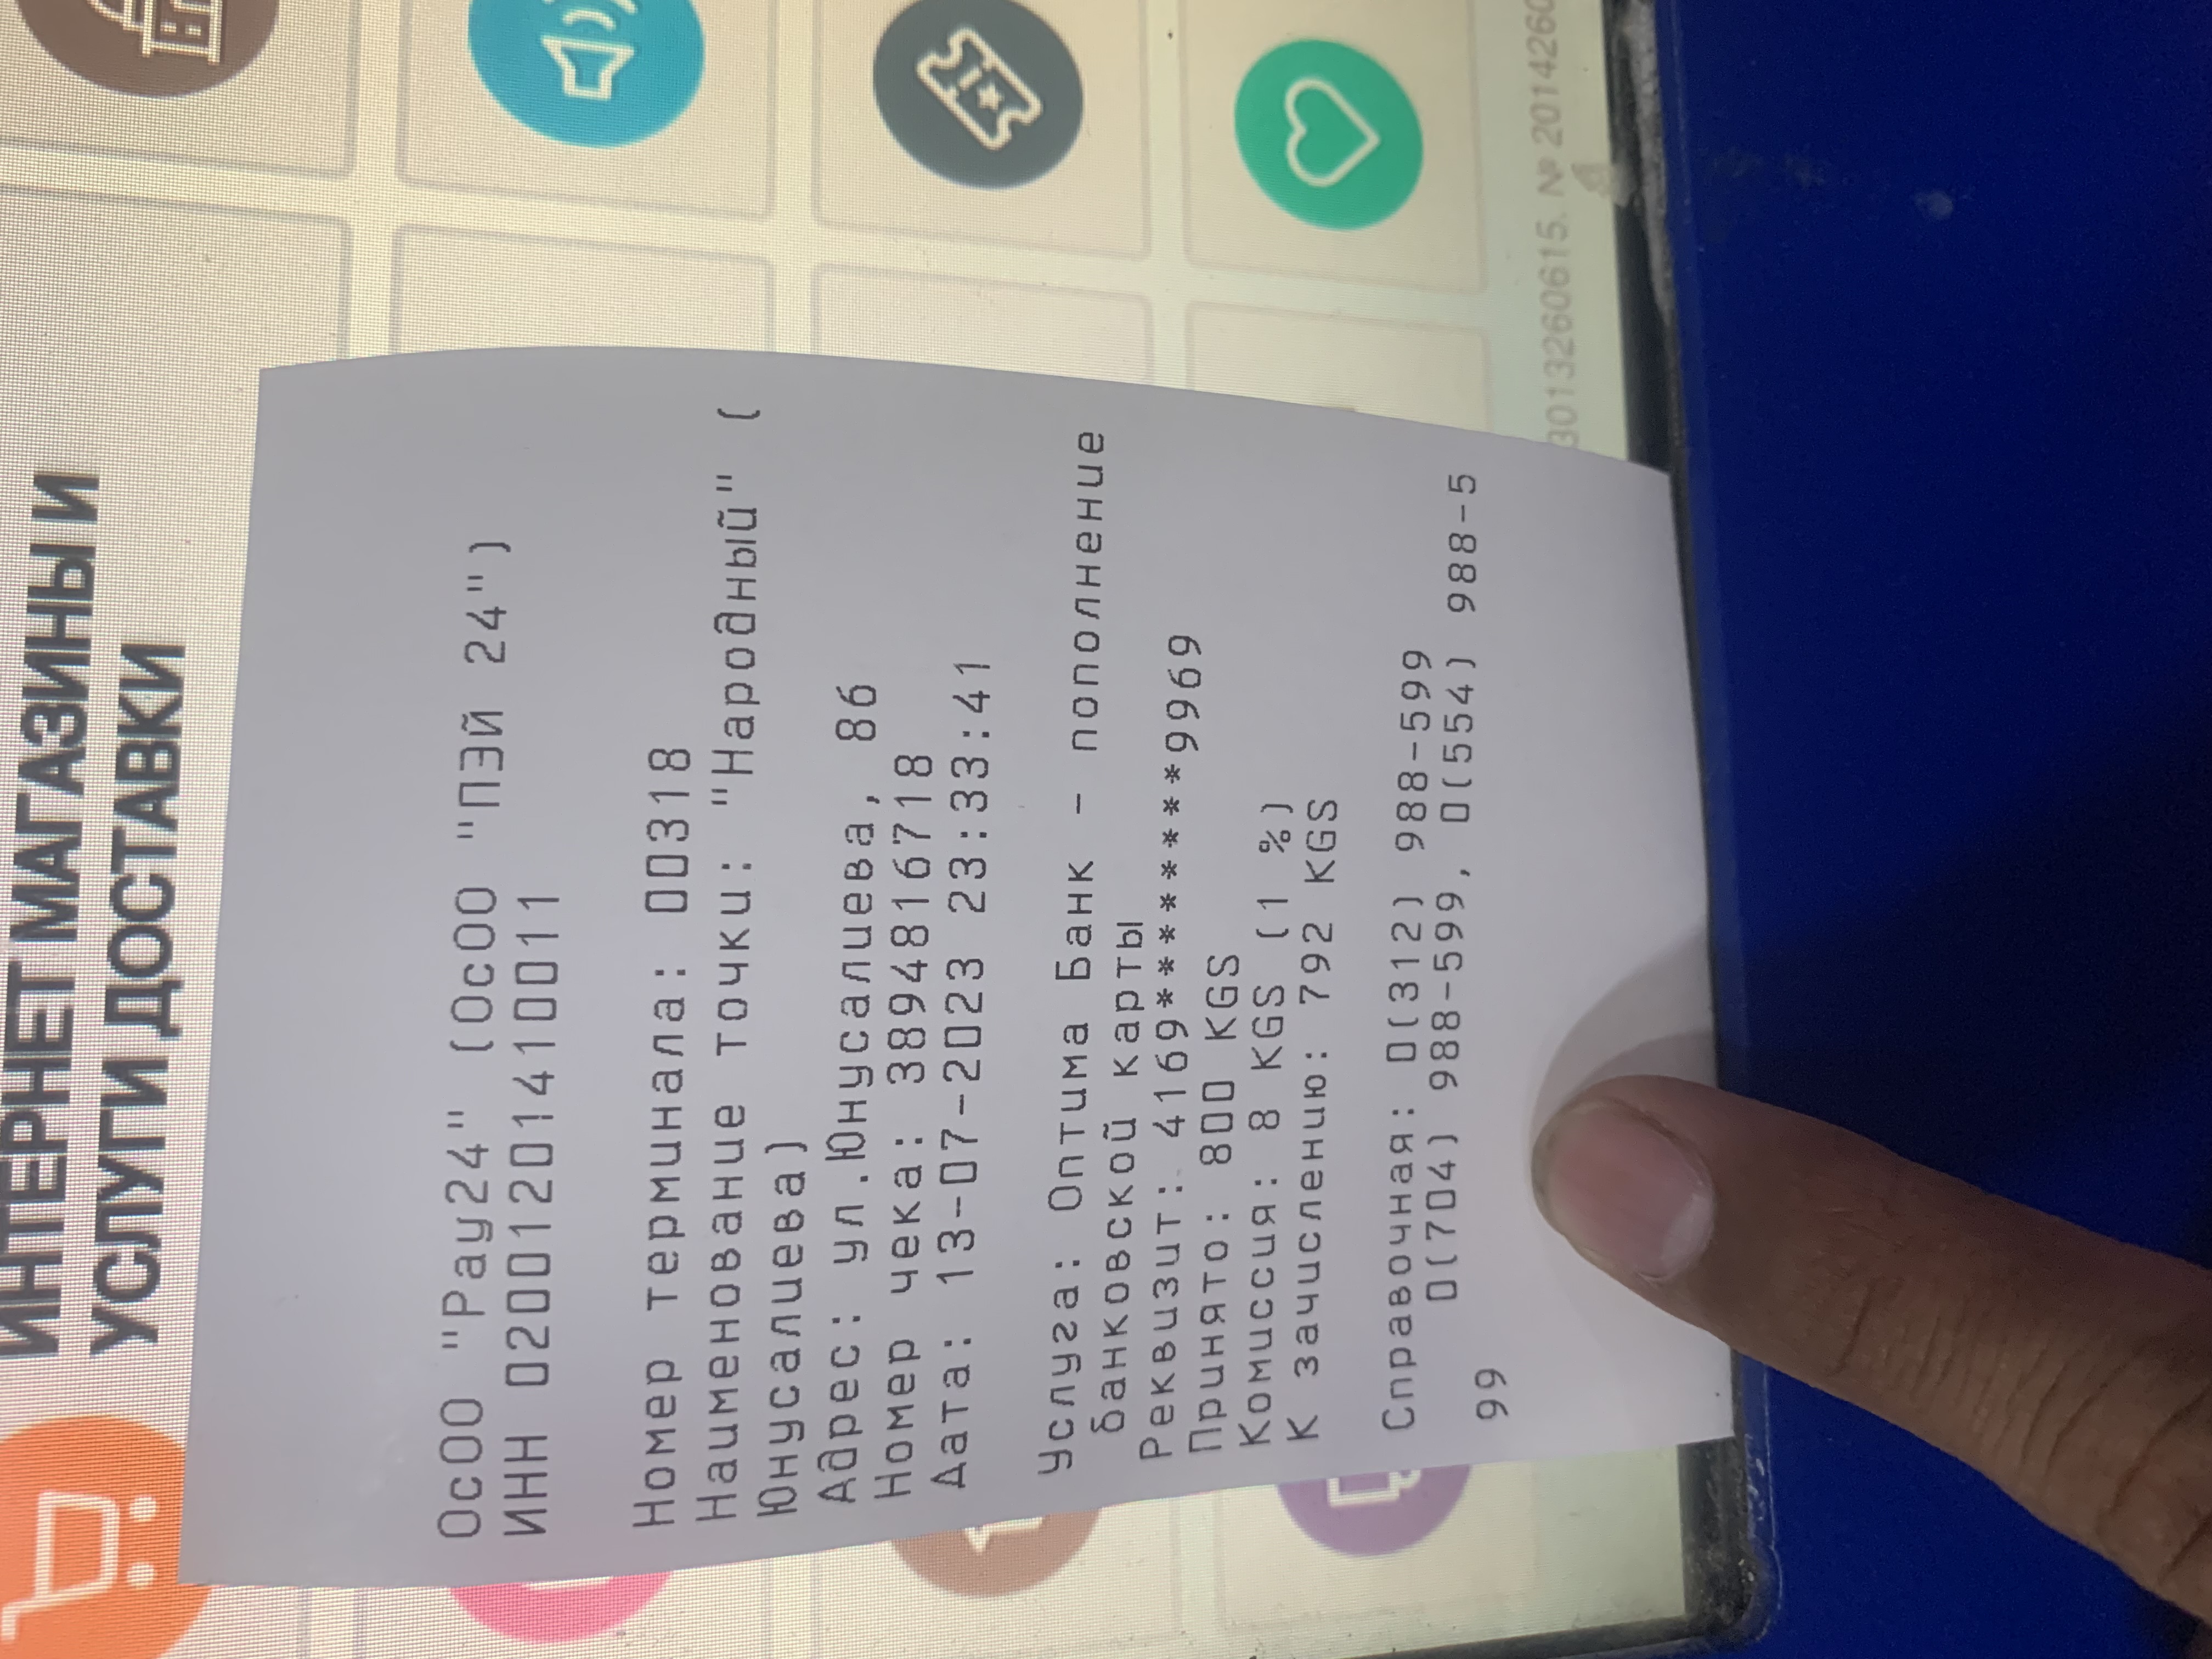 ИНТЕРНЕТ МАГАЗИНЫ И
УСЛУГИ ДОСТАВКИ
ОсОО "Pay24" (ОсОО "ПЭЙ 24")
ИНН 02001201410011
Номер терминала: 00318
Наименование точки: "Народный" (
Юнусалиева)
Адрес: ул.Юнусалиева, 86
Номер чека: 3894816718
Дата: 13-07-2023 23:33:41
Услуга: Оптима Банк - пополнение
банковской карты
Реквизит: 4169********9969
Принято: 800 KGS
Комиссия: 8 KGS (1 %)
К зачислению: 792 KGS
Справочная: 0(312) 988-599
0(704) 988-599, 0(554) 988-5
99
3013260615. № 2014260